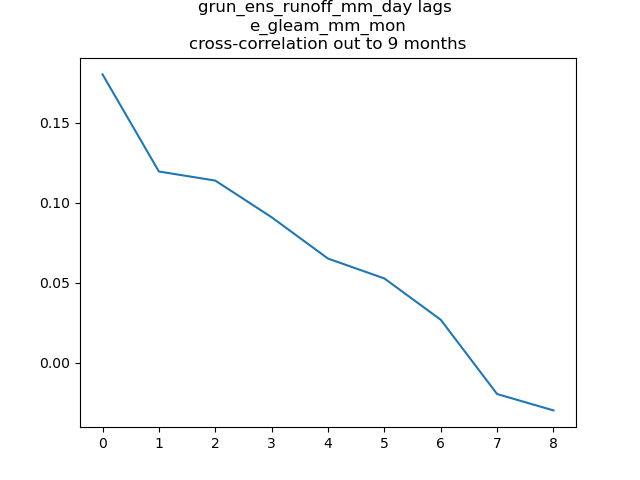 grun_ens_runoff_mm_day lags
e_gleam_mm_mon
cross-correlation out to 9 months
0.15
0.10
0.05
0.00
0 1 2 3 4 5 6 7 8